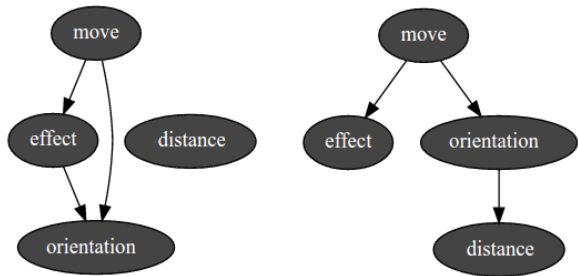 move
effect
distance
orientation
move
effect
orientation
distance